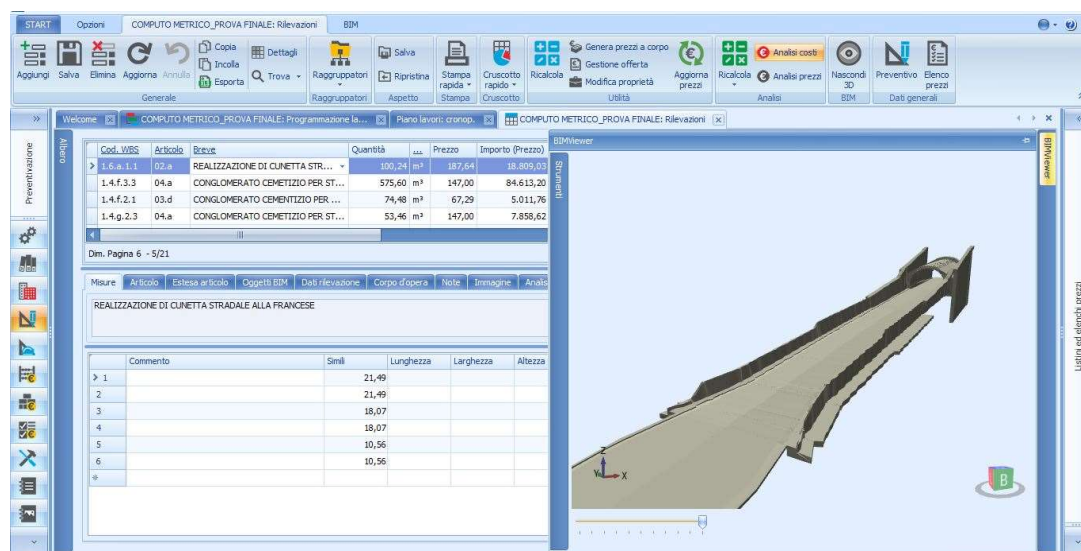 START Opzioni COMPUTO METRICO_PROVA FINALE: Rilevazioni BIM
Copia Dettagli Salva Genera prezzi a corpo Analisi costi
Incolla Gestione offerta
Aggiungi Salva Elimina Aggiorna Annulla Esporta Trova Raggruppatori Ripristina Stampa rapida Cruscotto rapido Ricalcola Modifica proprietà Aggiorna prezzi Ricalcola Analisi prezzi Nascondi 3D Preventivo Elenco prezzi
Generale Raggruppatori Aspetto Stampa Cruscotto Utilità Analisi BIM Dati generali
Welcome COMPUTO METRICO_PROVA FINALE: Programmazione la... Piano lavori: cronop. COMPUTO METRICO_PROVA FINALE: Rilevazioni
Preventivazione
Albero
Cod. WBS Articolo Breve Quantità ... Prezzo Importo (Prezzo)
1.6.a.1.1 02.a REALIZZAZIONE DI CUNETTA STR... 100,24 m³ 187,64 18.809,03
1.4.f.3.3 04.a CONGLOMERATO CEMETIZIO PER ST... 575,60 m³ 147,00 84.613,20
1.4.f.2.1 03.d CONGLOMERATO CEMENTIZIO PER ... 74,48 m³ 67,29 5.011,76
1.4.g.2.3 04.a CONGLOMERATO CEMETIZIO PER ST... 53,46 m³ 147,00 7.858,62
Dim. Pagina 6 - 5/21
Misure Articolo Estesa articolo Oggetti BIM Dati rilevazione Corpo d'opera Note Immagine Analis
REALIZZAZIONE DI CUNETTA STRADALE ALLA FRANCESE
Commento Simili Lunghezza Larghezza Altezza
1 21,49
2 21,49
3 18,07
4 18,07
5 10,56
6 10,56
BIMViewer
Strumenti
Z
Y X
B
BIMViewer
Listini ed elenchi prezzi